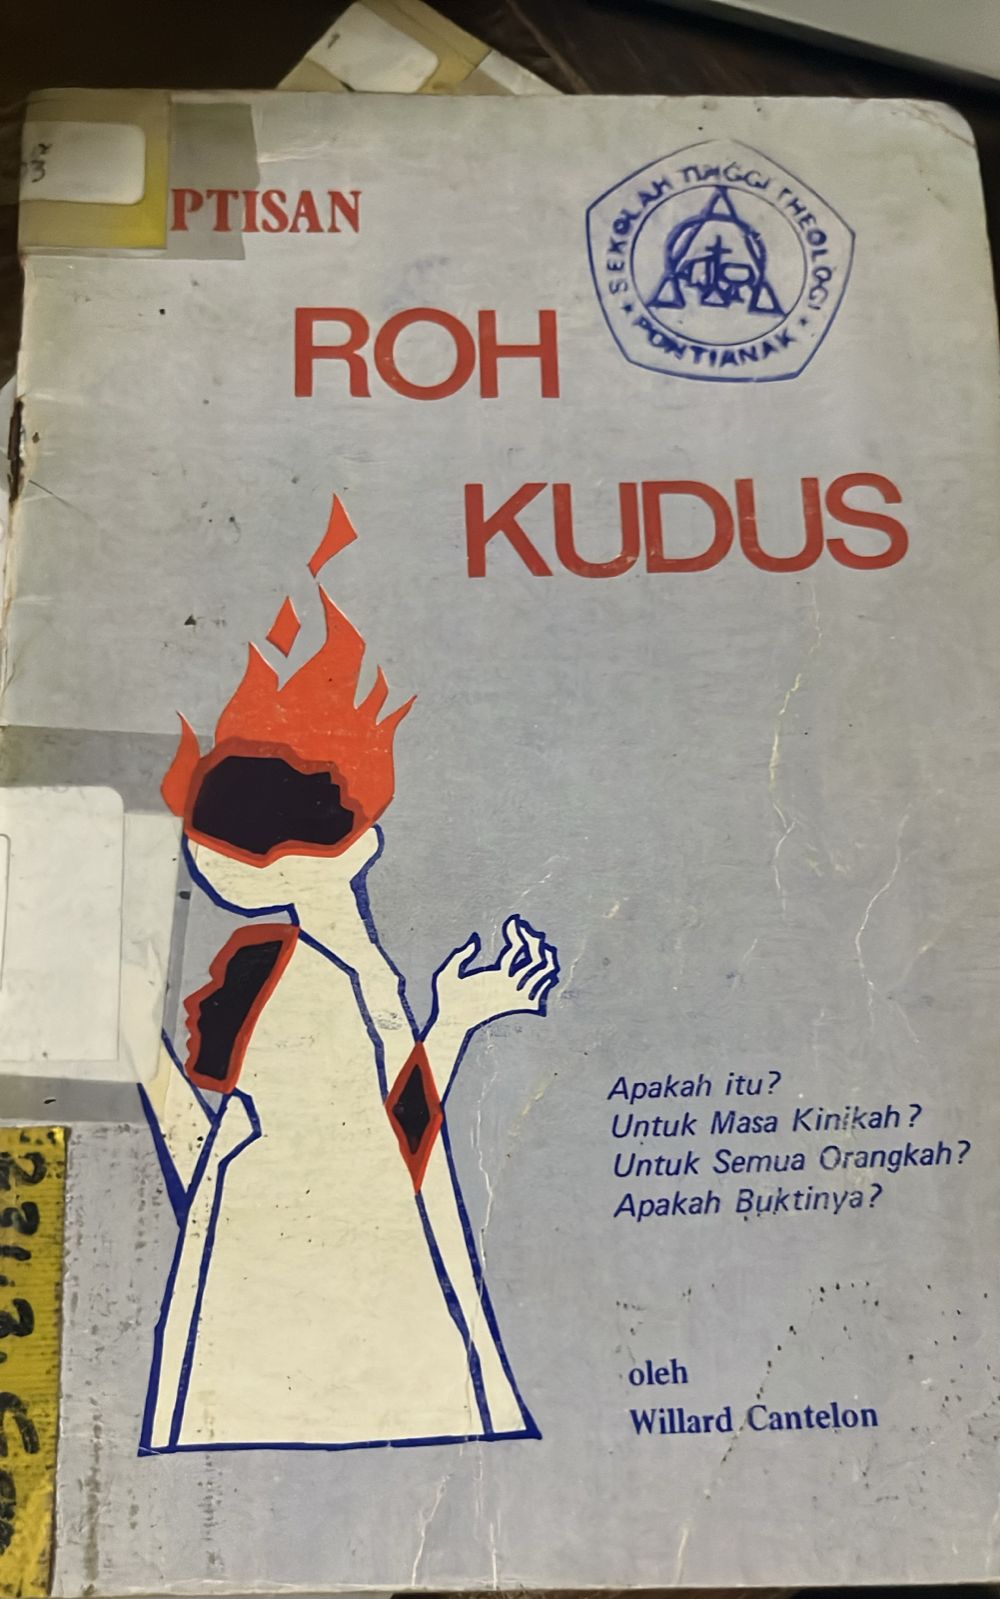 PTISAN
ROH
KUDUS
SEKOLAH TINGGI THEOLOGI
PONTIANAK
Apakah itu?
Untuk Masa Kinikah?
Untuk Semua Orangkah?
Apakah Buktinya?
oleh
Willard Cantelon